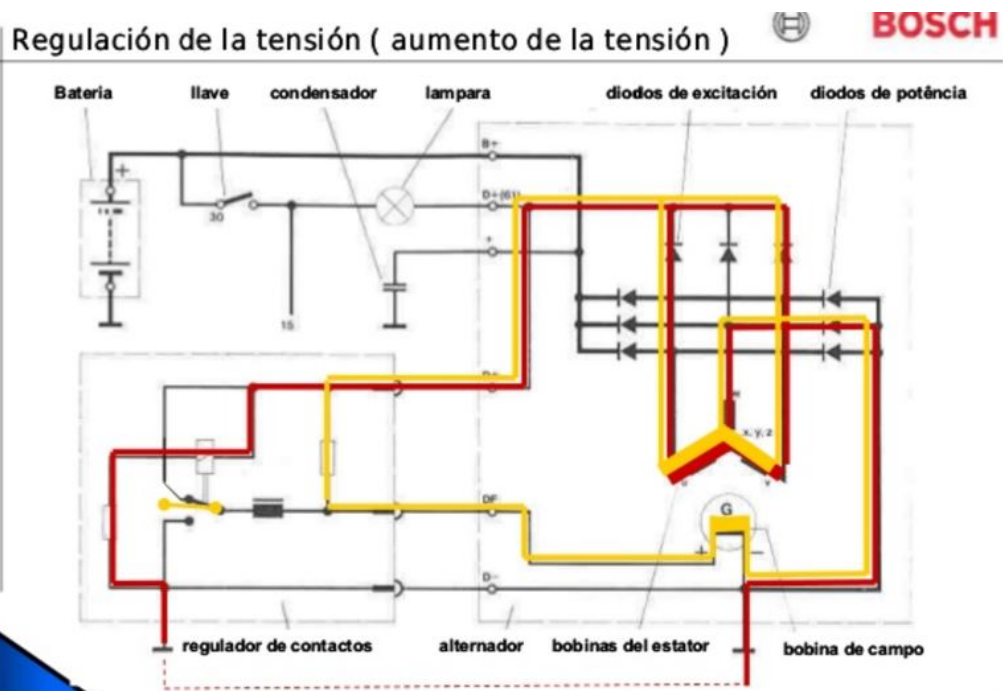 Regulación de la tensión ( aumento de la tensión )
BOSCH
Bateria
llave
condensador
lampara
diodos de excitación
diodos de potência
B+
D+(61)
+
+
30
15
x,y,z
u
v
DF
G
+
−
D-
regulador de contactos
alternador
bobinas del estator
bobina de campo